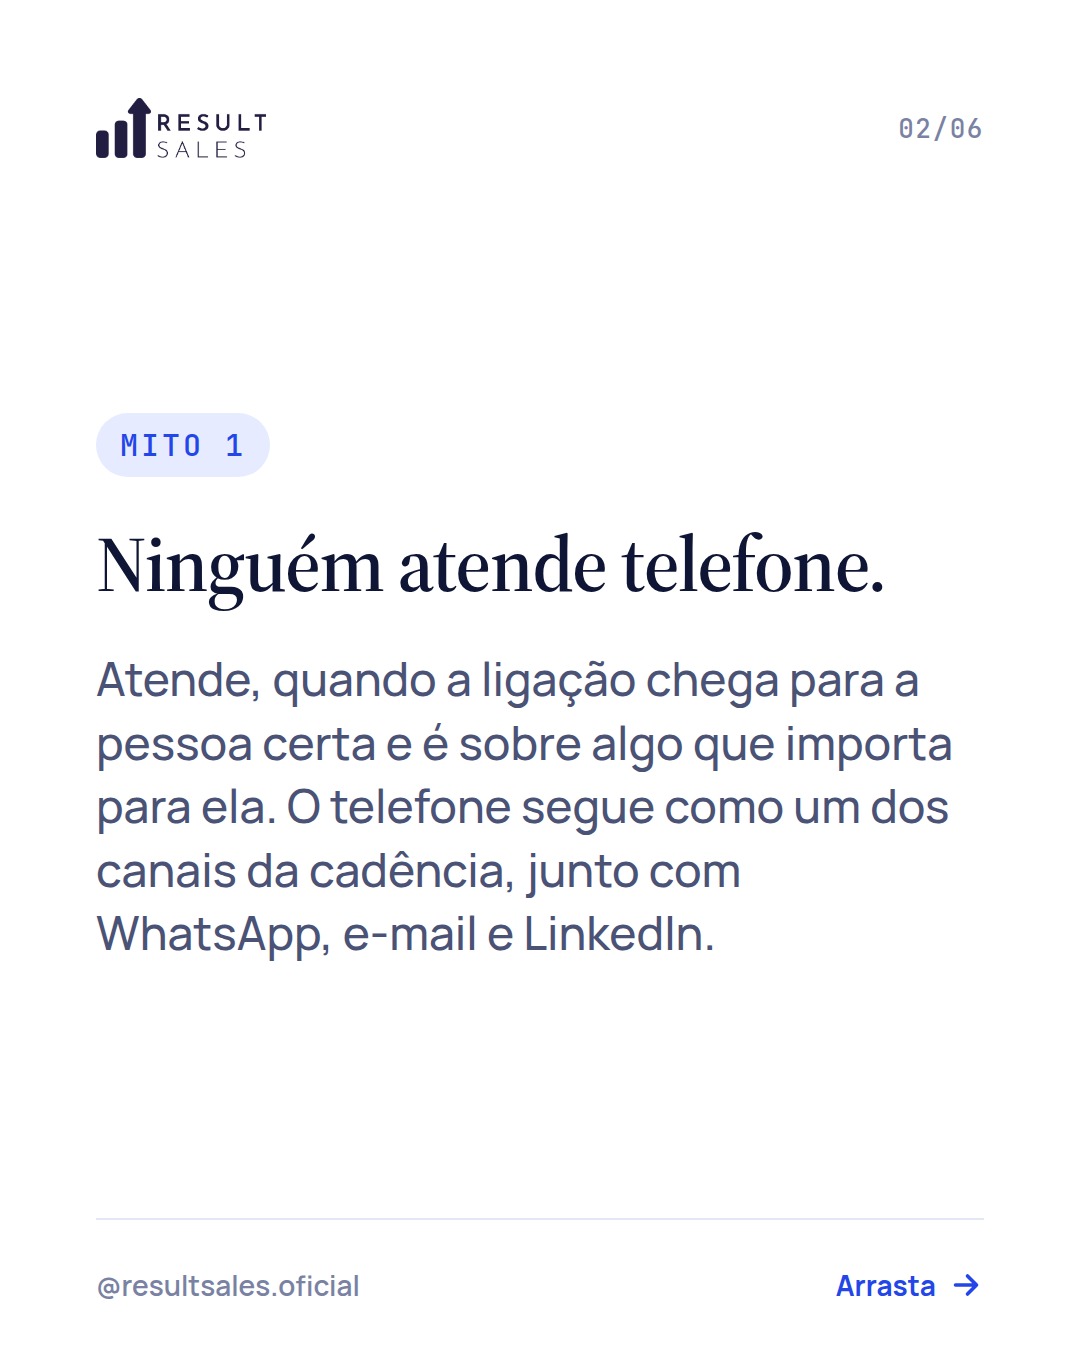 RESULT
SALES
02/06
MITO 1
Ninguém atende telefone.
Atende, quando a ligação chega para a
pessoa certa e é sobre algo que importa
para ela. O telefone segue como um dos
canais da cadência, junto com
WhatsApp, e-mail e LinkedIn.
@resultsales.oficial
Arrasta →